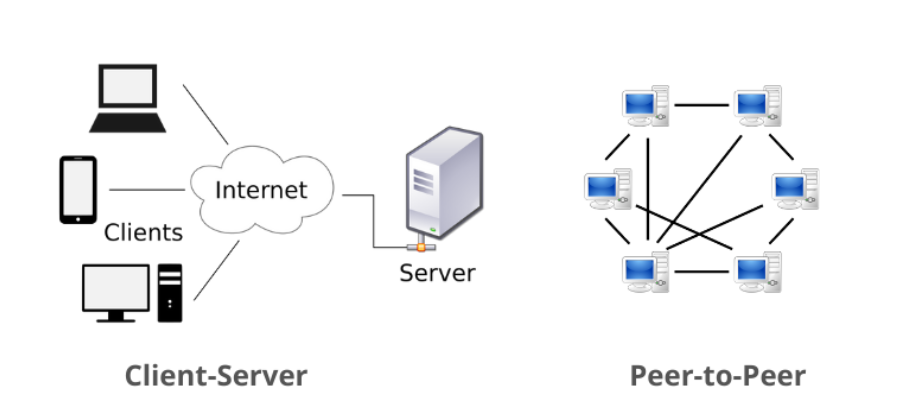 Internet
Clients
Server
Client-Server
Peer-to-Peer